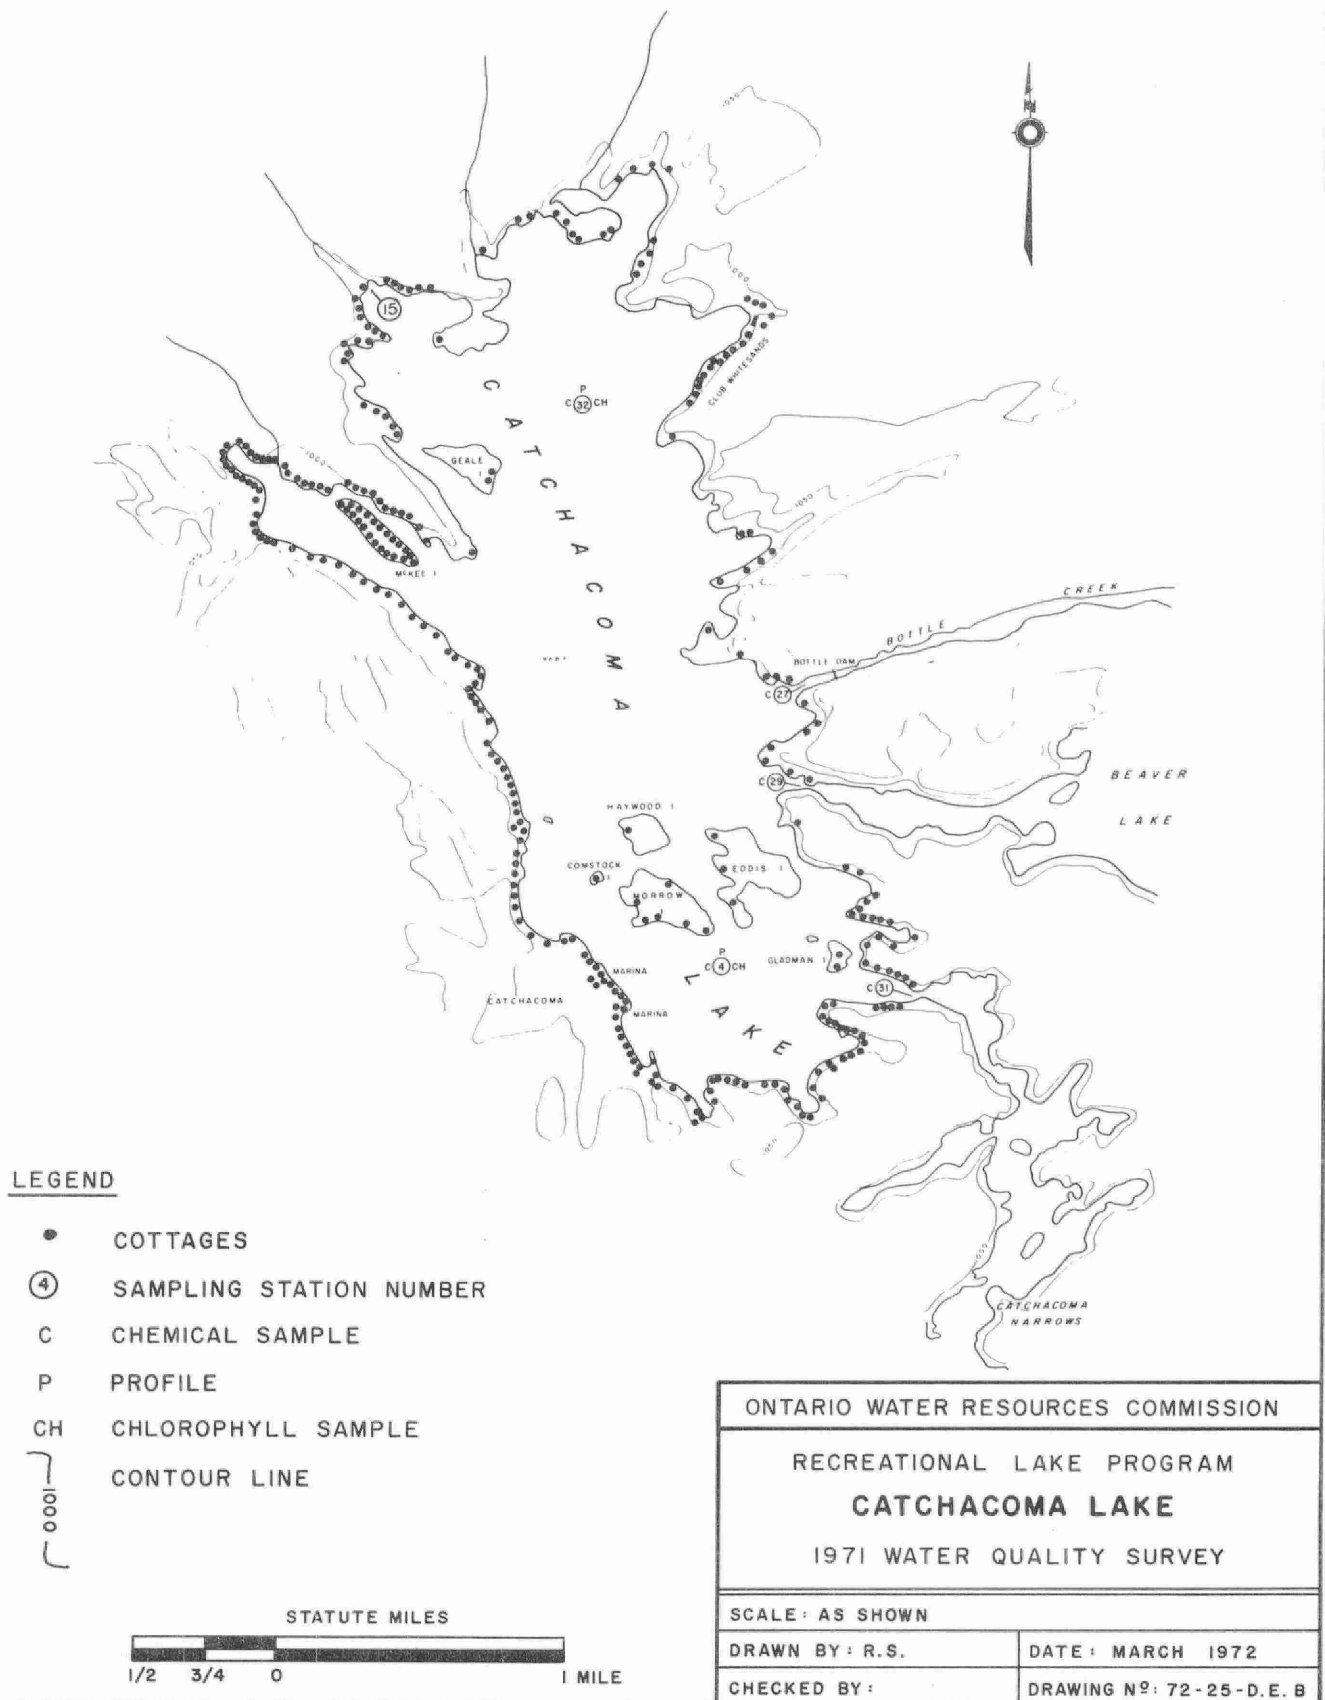 1050
N
1000
15
CLUB WHITESANDS
P
C 32 CH
CATCHACOMA
GEALE
I
1000
1050
MCKEE I
CREEK
BOTTLE
BOTTLE DAM
C 27
BEAVER
LAKE
C 29
HAYWOOD I
COMSTOCK
I
EDDIS I
MORROW
I
P
C 4 CH
GLADMAN I
C 31
LAKE
MARINA
CATCHACOMA
MARINA
1050
1000
CATCHACOMA
NARROWS
LEGEND
COTTAGES
4 SAMPLING STATION NUMBER
C CHEMICAL SAMPLE
P PROFILE
CH CHLOROPHYLL SAMPLE
1000 CONTOUR LINE
STATUTE MILES
1/2 3/4 0 1 MILE
ONTARIO WATER RESOURCES COMMISSION
RECREATIONAL LAKE PROGRAM
CATCHACOMA LAKE
1971 WATER QUALITY SURVEY
SCALE: AS SHOWN
DRAWN BY: R.S.
DATE: MARCH 1972
CHECKED BY:
DRAWING Nº: 72-25-D.E. B